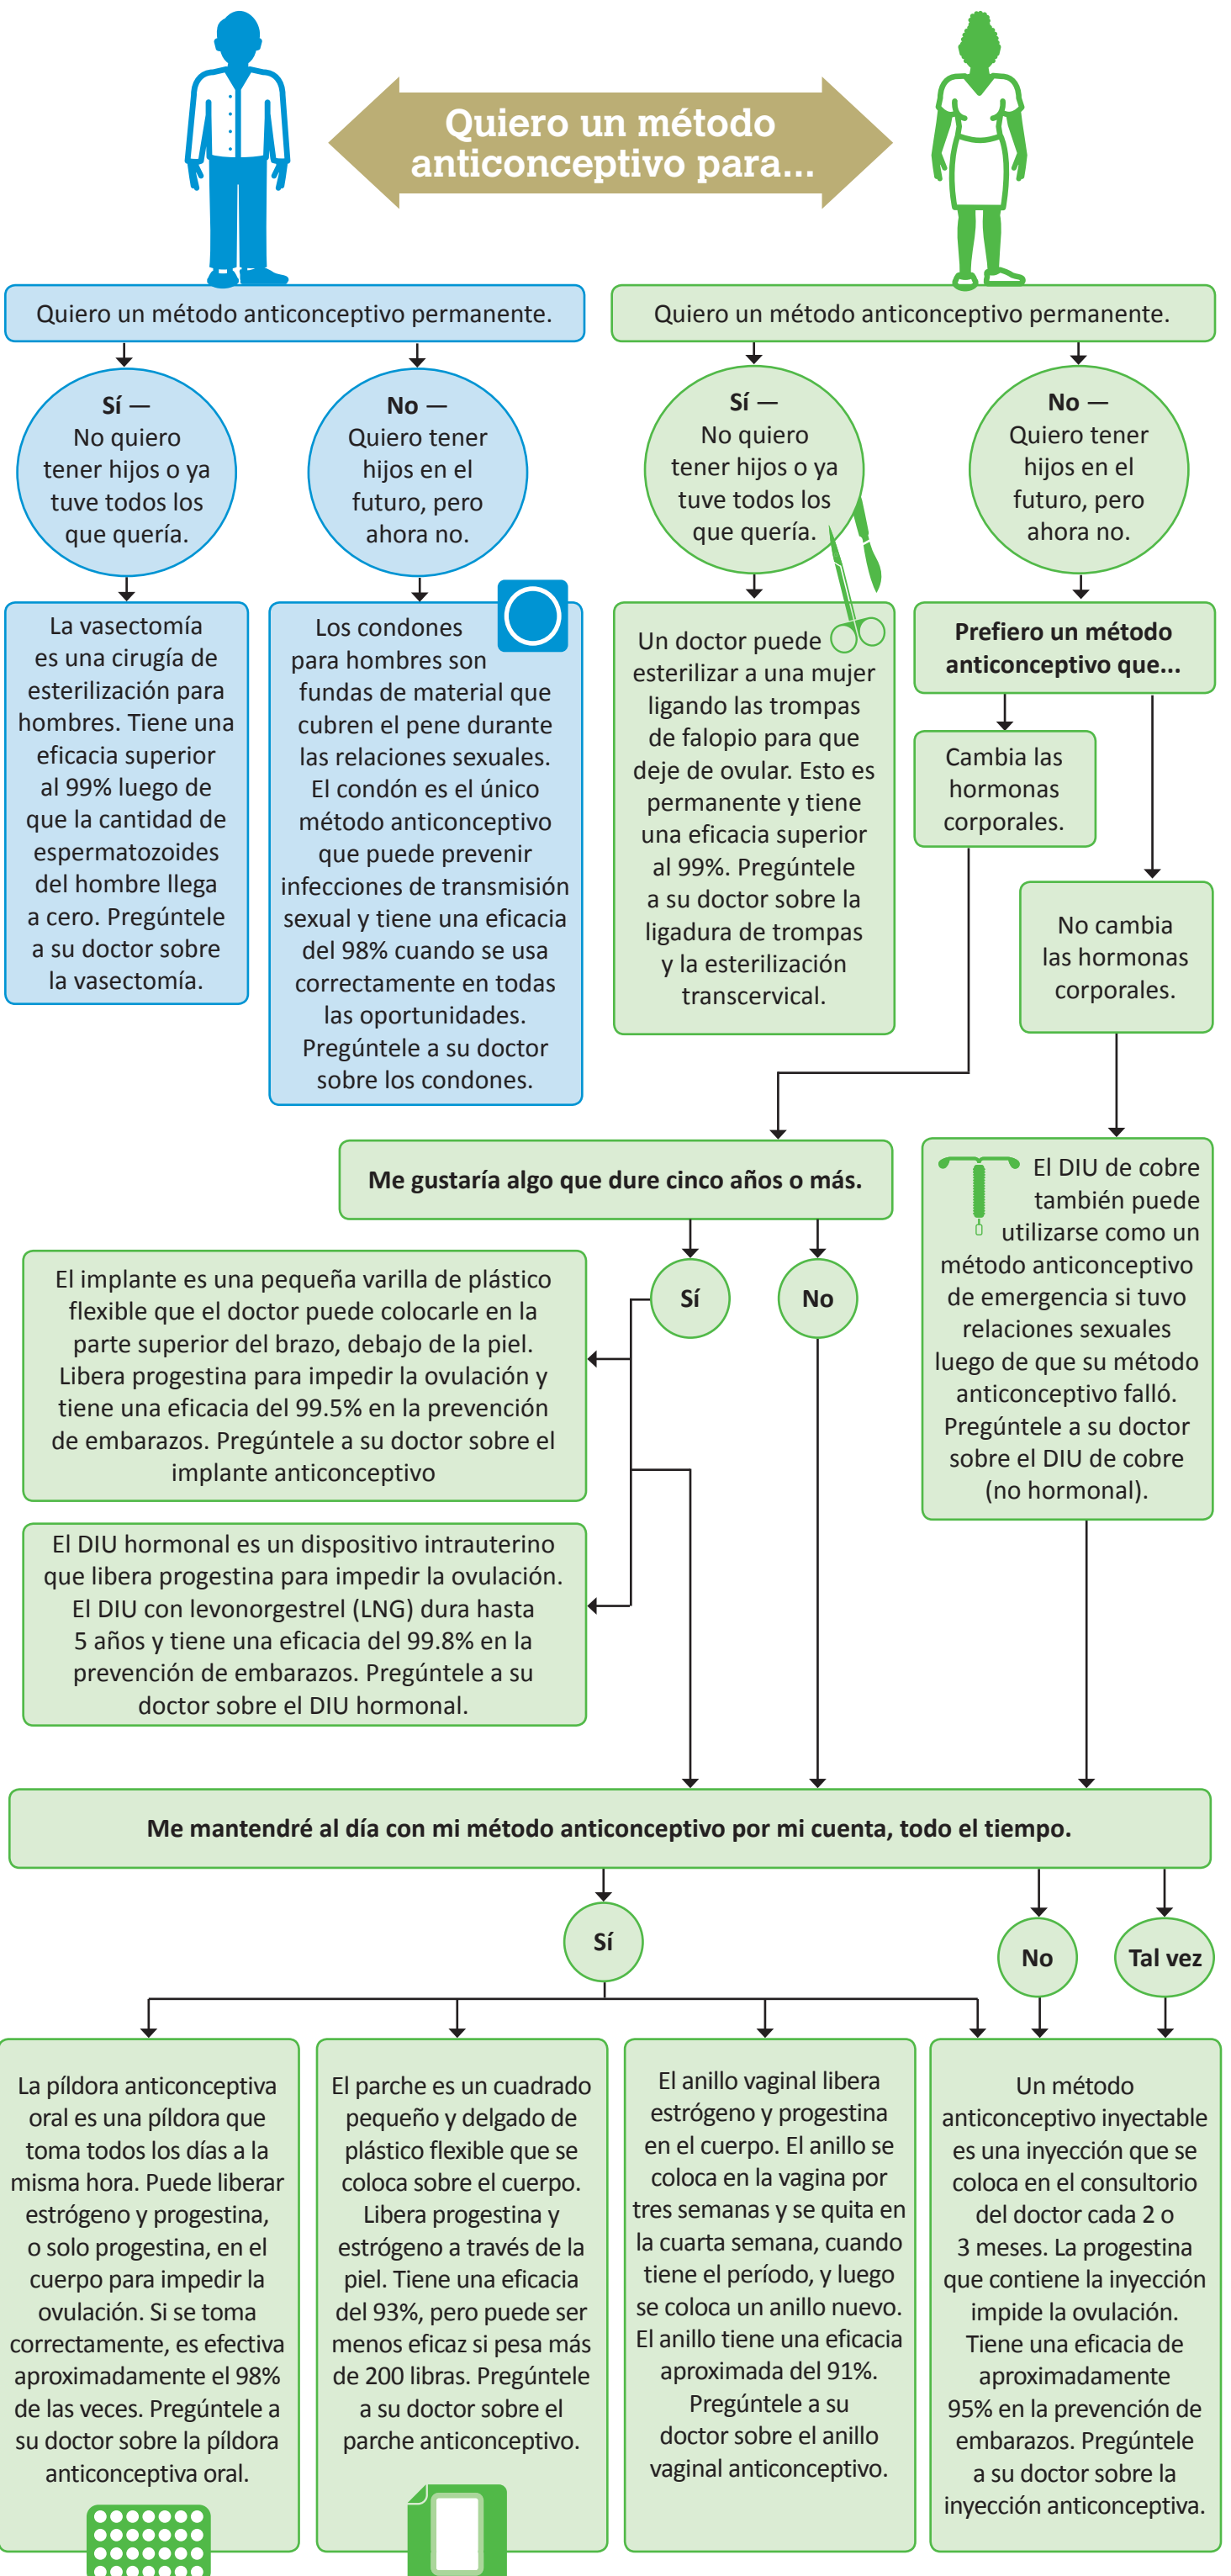 Quiero un método
anticonceptivo para...
Quiero un método anticonceptivo permanente.
Sí —
No quiero
tener hijos o ya
tuve todos los
que quería.
No —
Quiero tener
hijos en el
futuro, pero
ahora no.
La vasectomía
es una cirugía de
esterilización para
hombres. Tiene una
eficacia superior
al 99% luego de
que la cantidad de
espermatozoides
del hombre llega
a cero. Pregúntele
a su doctor sobre
la vasectomía.
Los condones
para hombres son
fundas de material que
cubren el pene durante
las relaciones sexuales.
El condón es el único
método anticonceptivo
que puede prevenir
infecciones de transmisión
sexual y tiene una eficacia
del 98% cuando se usa
correctamente en todas
las oportunidades.
Pregúntele a su doctor
sobre los condones.
Quiero un método anticonceptivo permanente.
Sí —
No quiero
tener hijos o ya
tuve todos los
que quería.
No —
Quiero tener
hijos en el
futuro, pero
ahora no.
Un doctor puede
esterilizar a una mujer
ligando las trompas
de falopio para que
deje de ovular. Esto es
permanente y tiene
una eficacia superior
al 99%. Pregúntele
a su doctor sobre la
ligadura de trompas
y la esterilización
transcervical.
Prefiero un método
anticonceptivo que...
Cambia las
hormonas
corporales.
No cambia
las hormonas
corporales.
Me gustaría algo que dure cinco años o más.
Sí
No
El implante es una pequeña varilla de plástico
flexible que el doctor puede colocarle en la
parte superior del brazo, debajo de la piel.
Libera progestina para impedir la ovulación y
tiene una eficacia del 99.5% en la prevención
de embarazos. Pregúntele a su doctor sobre el
implante anticonceptivo
El DIU hormonal es un dispositivo intrauterino
que libera progestina para impedir la ovulación.
El DIU con levonorgestrel (LNG) dura hasta
5 años y tiene una eficacia del 99.8% en la
prevención de embarazos. Pregúntele a su
doctor sobre el DIU hormonal.
El DIU de cobre
también puede
utilizarse como un
método anticonceptivo
de emergencia si tuvo
relaciones sexuales
luego de que su método
anticonceptivo falló.
Pregúntele a su doctor
sobre el DIU de cobre
(no hormonal).
Me mantendré al día con mi método anticonceptivo por mi cuenta, todo el tiempo.
Sí
No
Tal vez
La píldora anticonceptiva
oral es una píldora que
toma todos los días a la
misma hora. Puede liberar
estrógeno y progestina,
o solo progestina, en el
cuerpo para impedir la
ovulación. Si se toma
correctamente, es efectiva
aproximadamente el 98%
de las veces. Pregúntele a
su doctor sobre la píldora
anticonceptiva oral.
El parche es un cuadrado
pequeño y delgado de
plástico flexible que se
coloca sobre el cuerpo.
Libera progestina y
estrógeno a través de la
piel. Tiene una eficacia
del 93%, pero puede ser
menos eficaz si pesa más
de 200 libras. Pregúntele
a su doctor sobre el
parche anticonceptivo.
El anillo vaginal libera
estrógeno y progestina
en el cuerpo. El anillo se
coloca en la vagina por
tres semanas y se quita en
la cuarta semana, cuando
tiene el período, y luego
se coloca un anillo nuevo.
El anillo tiene una eficacia
aproximada del 91%.
Pregúntele a su
doctor sobre el anillo
vaginal anticonceptivo.
Un método
anticonceptivo inyectable
es una inyección que se
coloca en el consultorio
del doctor cada 2 o
3 meses. La progestina
que contiene la inyección
impide la ovulación.
Tiene una eficacia de
aproximadamente
95% en la prevención de
embarazos. Pregúntele
a su doctor sobre la
inyección anticonceptiva.